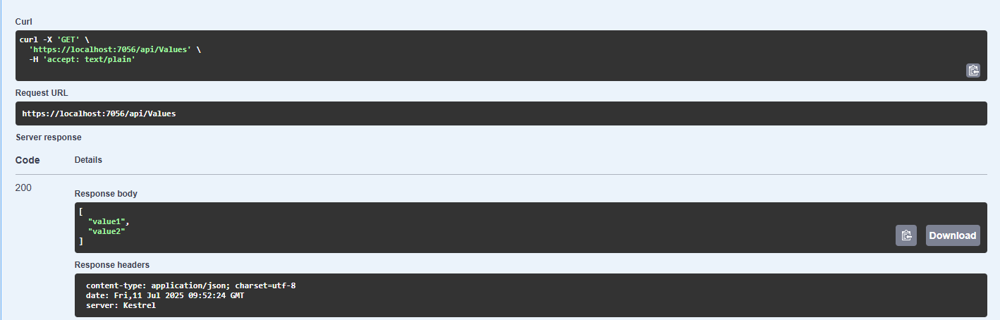 Curl
curl -X 'GET' \
  'https://localhost:7056/api/Values' \
  -H 'accept: text/plain'
Request URL
https://localhost:7056/api/Values
Server response
Code Details
200
Response body
[
  "value1",
  "value2"
]
Download
Response headers
content-type: application/json; charset=utf-8
date: Fri,11 Jul 2025 09:52:24 GMT
server: Kestrel